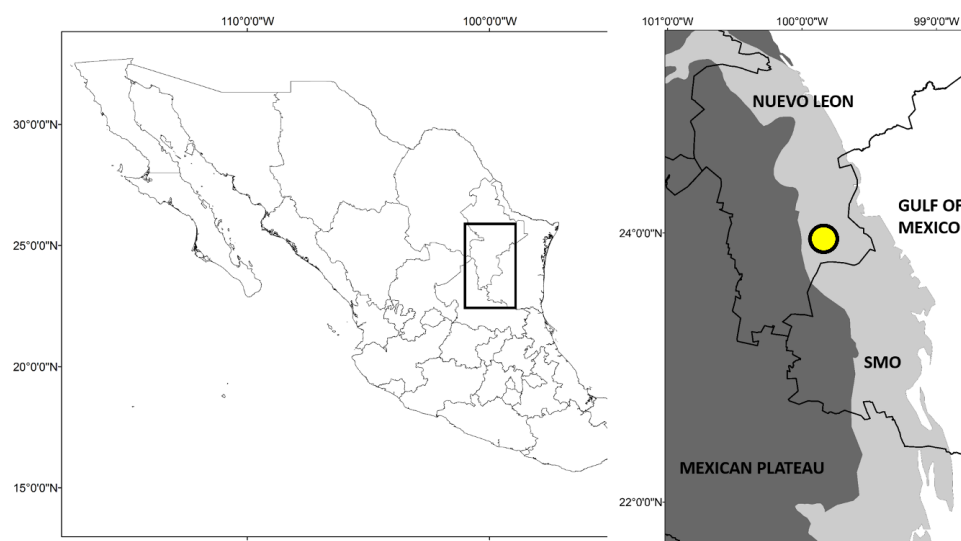 110°0'0"W
100°0'0"W
30°0'0"N
25°0'0"N
20°0'0"N
15°0'0"N
101°0'0"W
100°0'0"W
99°0'0"W
NUEVO LEON
GULF OF
MEXICO
24°0'0"N
SMO
MEXICAN PLATEAU
22°0'0"N